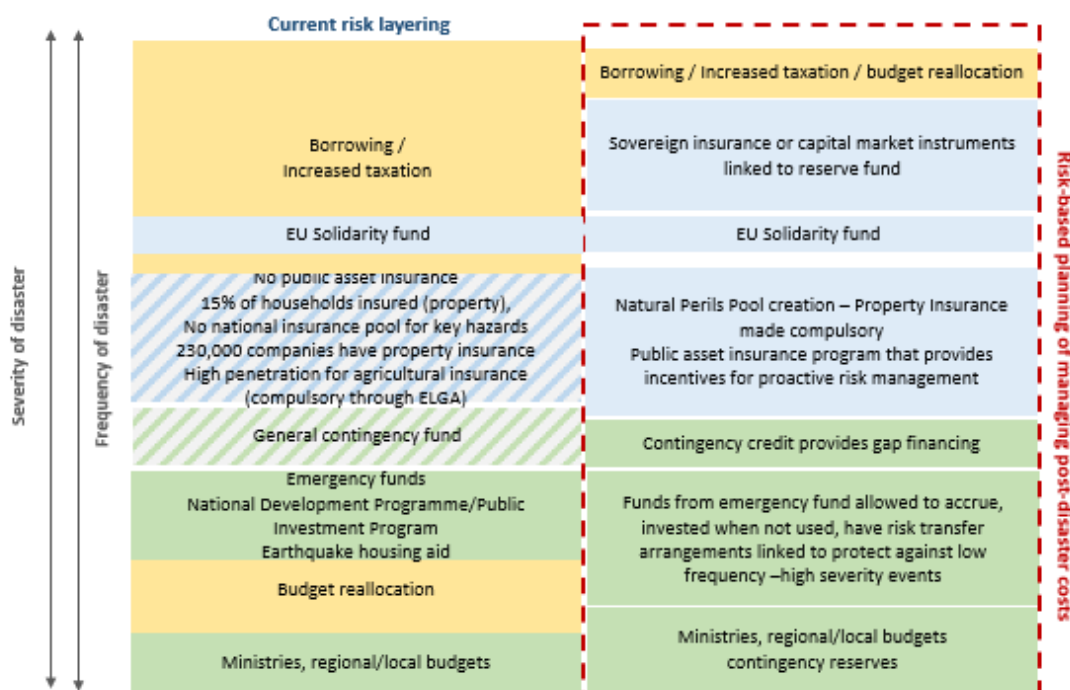 Current risk layering
Severity of disaster
Frequency of disaster
Borrowing /
Increased taxation
EU Solidarity fund
No public asset insurance
15% of households insured (property),
No national insurance pool for key hazards
230,000 companies have property insurance
High penetration for agricultural insurance
(compulsory through ELGA)
General contingency fund
Emergency funds
National Development Programme/Public
Investment Program
Earthquake housing aid
Budget reallocation
Ministries, regional/local budgets
Borrowing / Increased taxation / budget reallocation
Sovereign insurance or capital market instruments
linked to reserve fund
EU Solidarity fund
Natural Perils Pool creation – Property Insurance
made compulsory
Public asset insurance program that provides
incentives for proactive risk management
Contingency credit provides gap financing
Funds from emergency fund allowed to accrue,
invested when not used, have risk transfer
arrangements linked to protect against low
frequency –high severity events
Ministries, regional/local budgets
contingency reserves
Risk-based planning of managing post-disaster costs